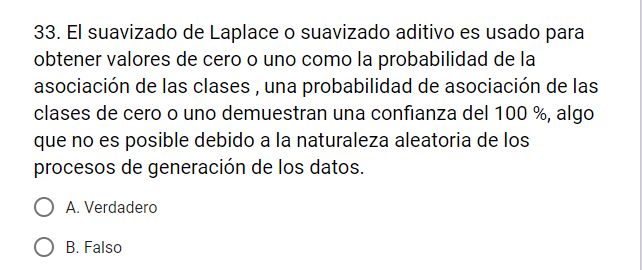 33. El suavizado de Laplace o suavizado aditivo es usado para
obtener valores de cero o uno como la probabilidad de la
asociación de las clases , una probabilidad de asociación de las
clases de cero o uno demuestran una confianza del 100 %, algo
que no es posible debido a la naturaleza aleatoria de los
procesos de generación de los datos.
A. Verdadero
B. Falso